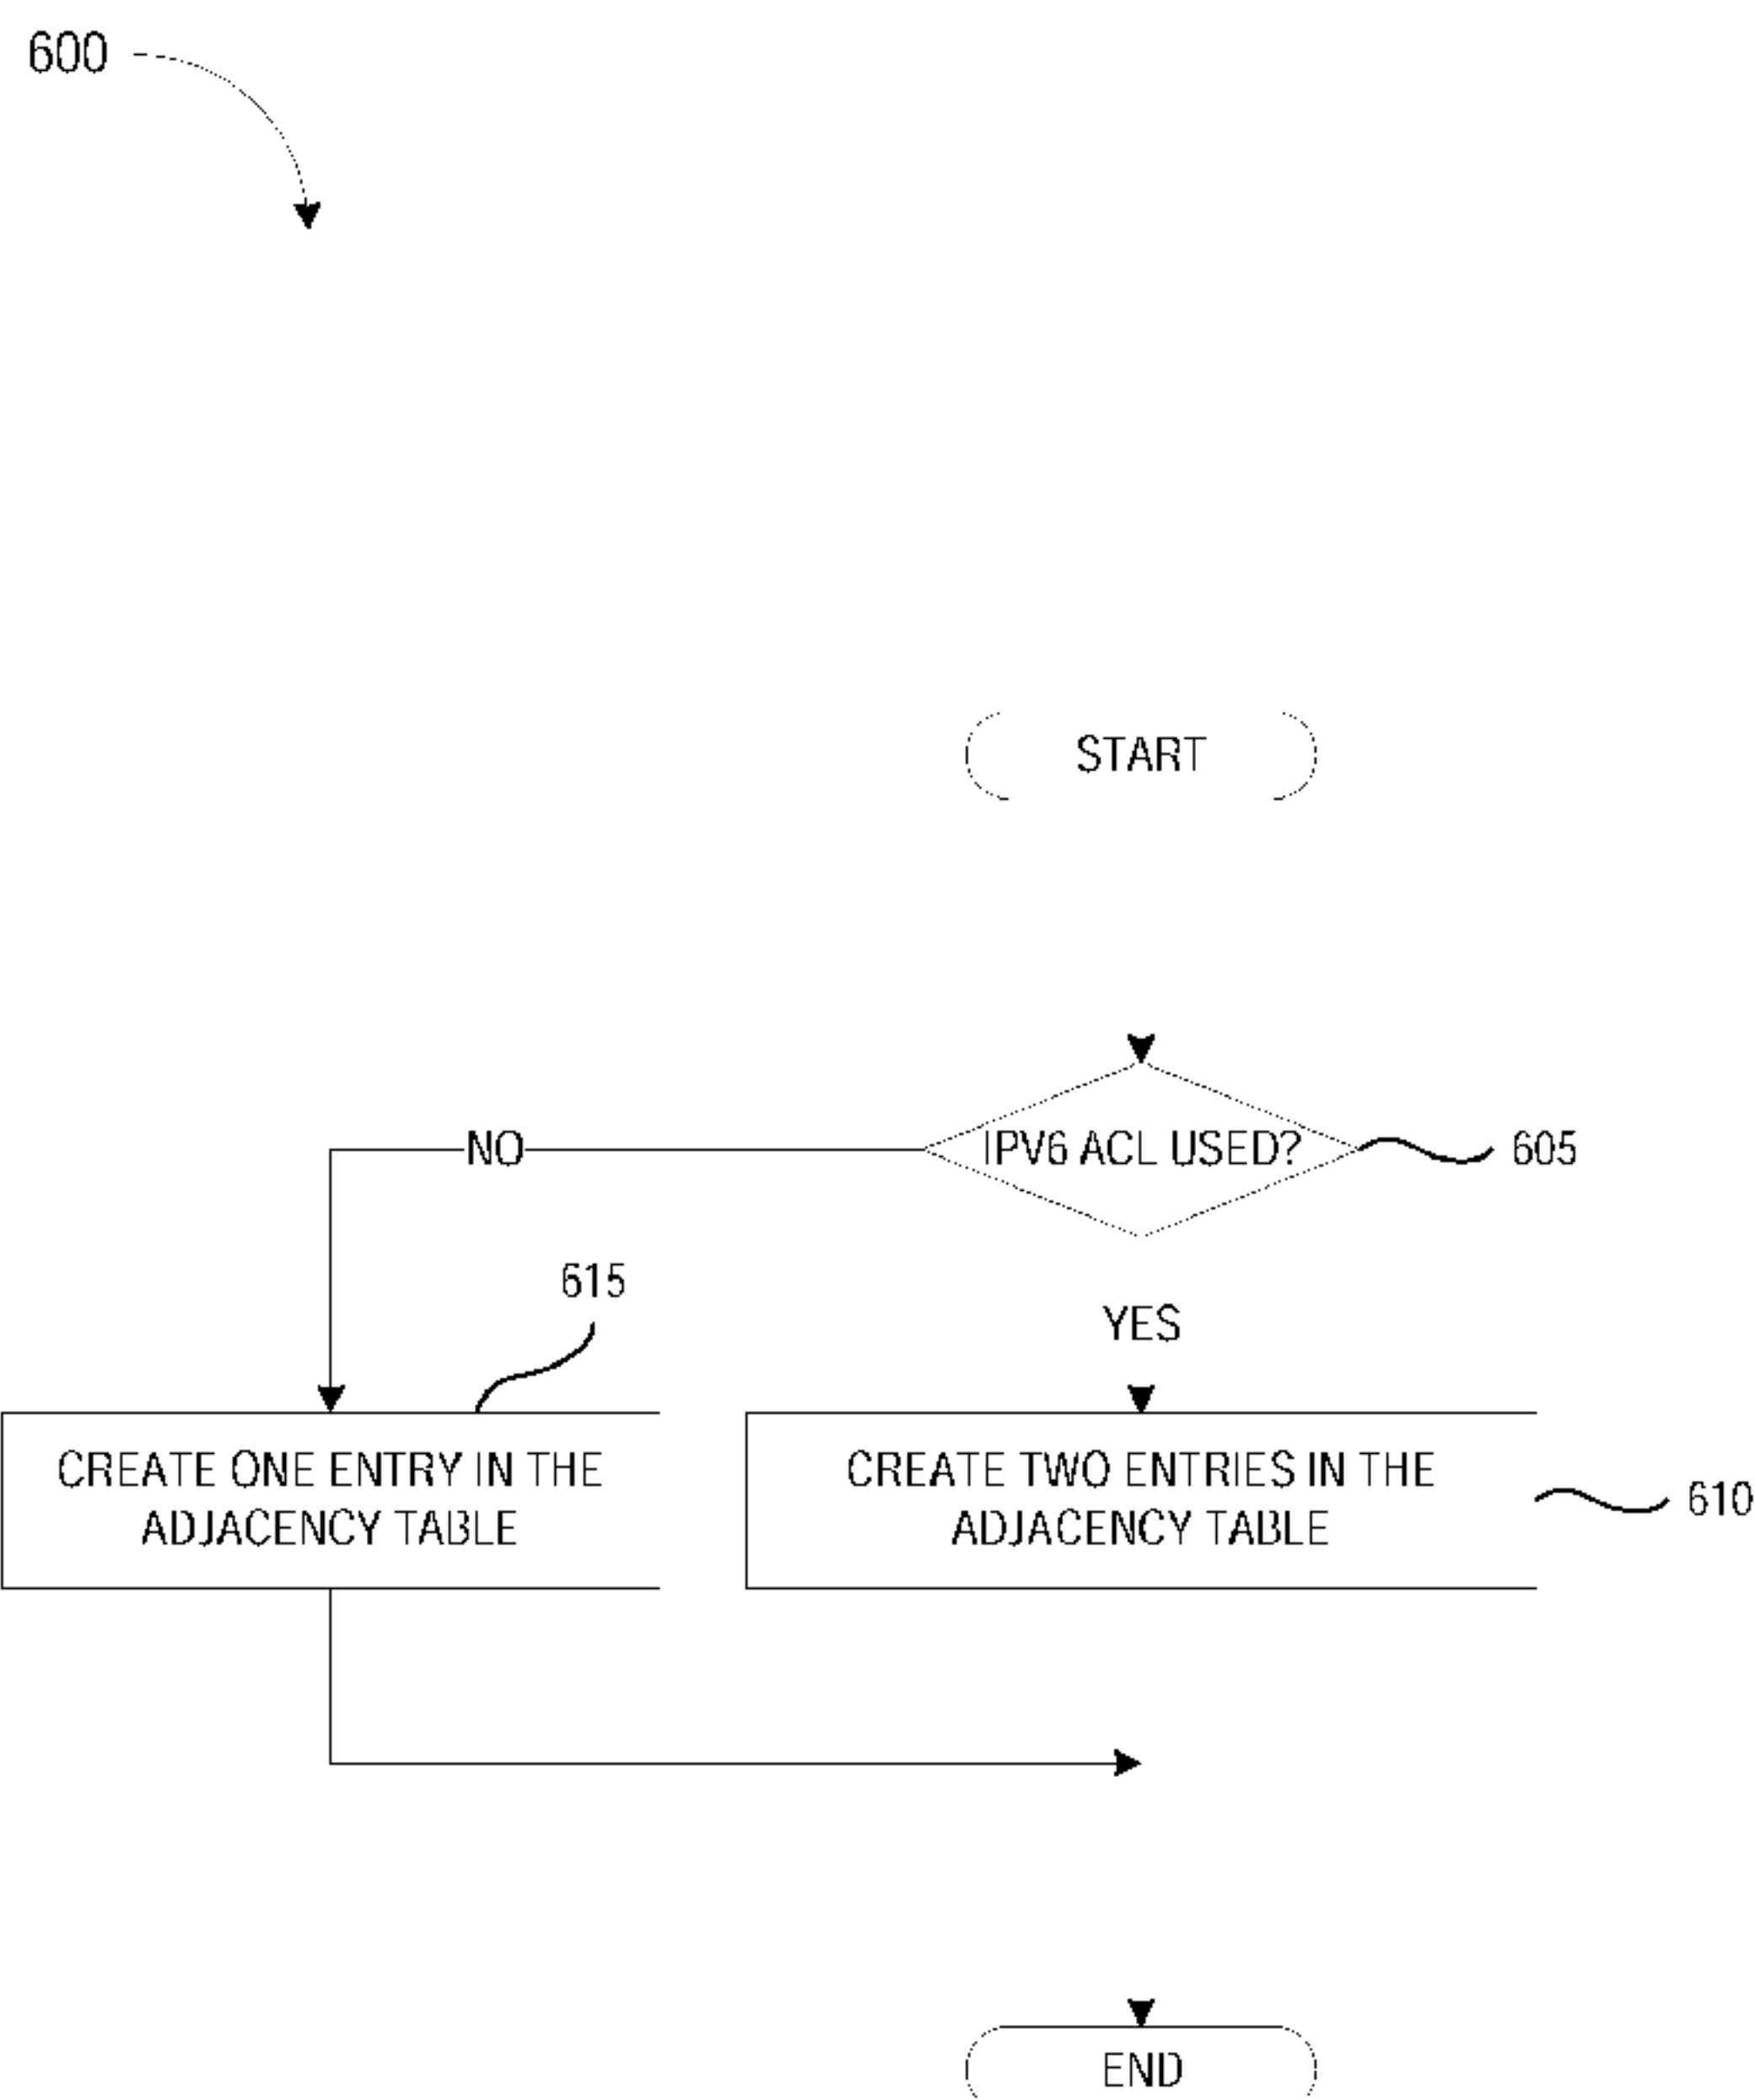 600
START
NO
IPV6 ACL USED?
605
615
YES
CREATE ONE ENTRY IN THE
ADJACENCY TABLE
CREATE TWO ENTRIES IN THE
ADJACENCY TABLE
610
END